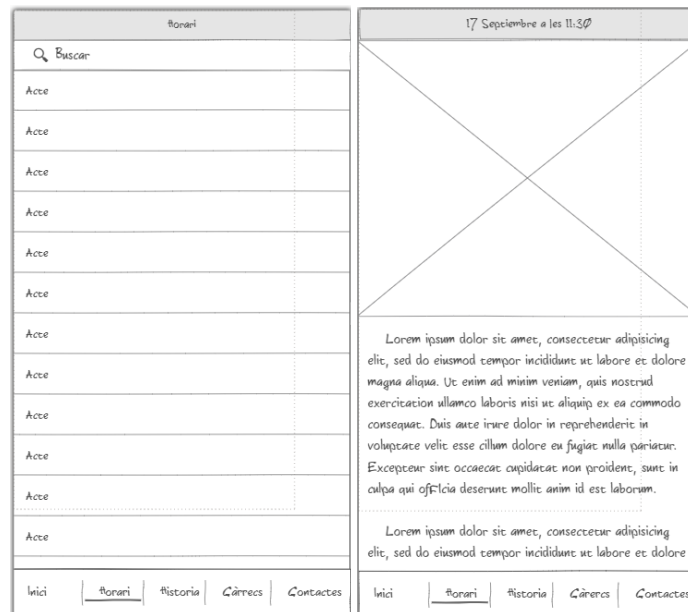 Horari
Buscar
Acte
Acte
Acte
Acte
Acte
Acte
Acte
Acte
Acte
Acte
Acte
Acte
Inici Horari Historia Càrrecs Contactes
17 Septiembre a les 11:30
Lorem ipsum dolor sit amet, consectetur adipisicing
elit, sed do eiusmod tempor incididunt ut labore et dolore
magna aliqua. Ut enim ad minim veniam, quis nostrud
exercitation ullamco laboris nisi ut aliquip ex ea commodo
consequat. Duis aute irure dolor in reprehenderit in
voluptate velit esse cillum dolore eu fugiat nulla pariatur.
Excepteur sint occaecat cupidatat non proident, sunt in
culpa qui officia deserunt mollit anim id est laborum.
Lorem ipsum dolor sit amet, consectetur adipisicing
elit, sed do eiusmod tempor incididunt ut labore et dolore
Inici Horari Historia Càrercs Contactes